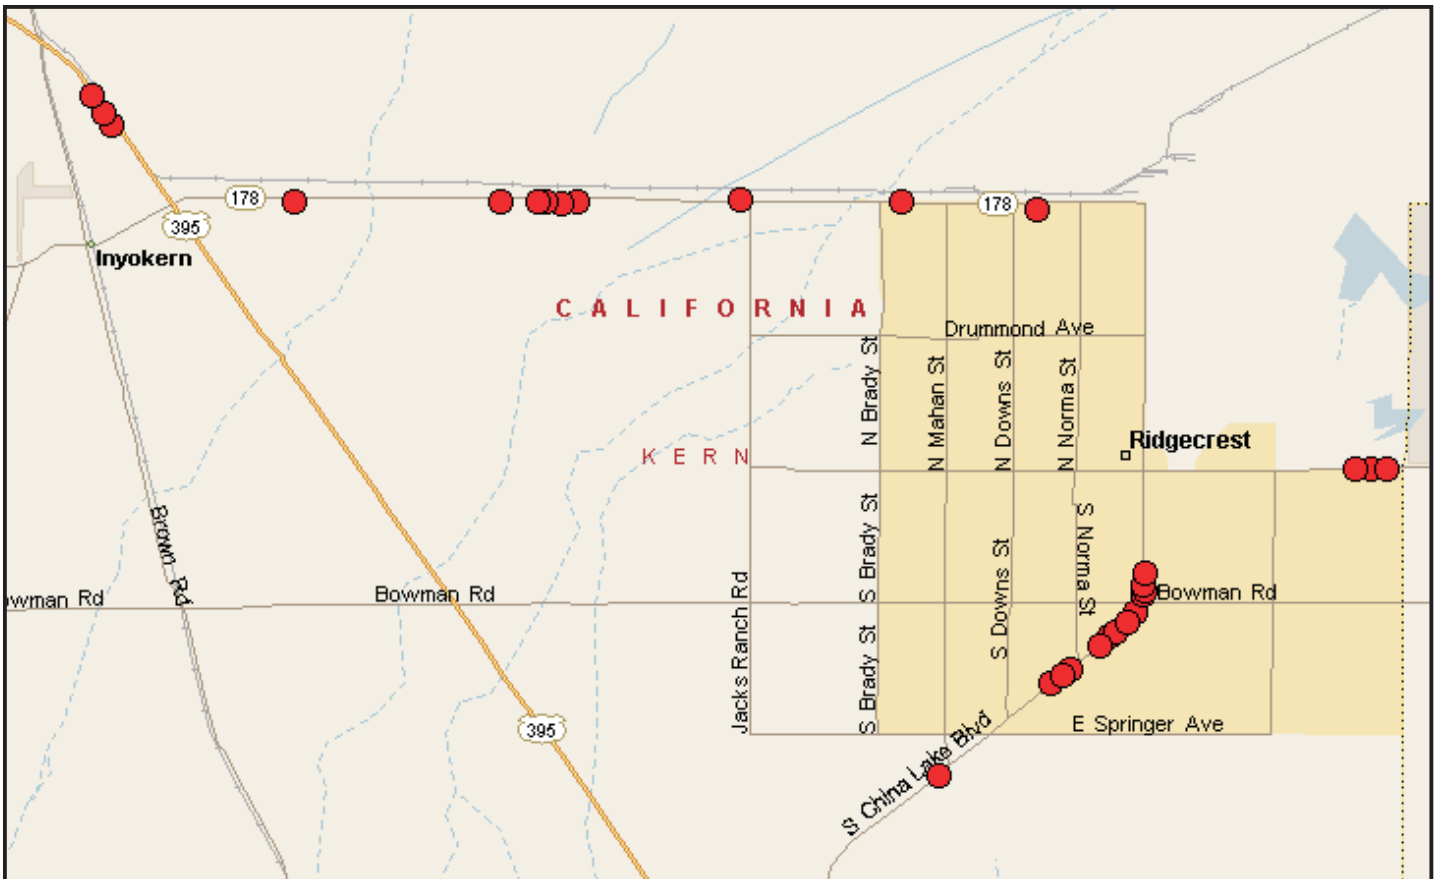 178
178
395
Inyokern
CALIFORNIA
Drummond Ave
N Brady St
N Mahan St
N Downs St
N Norma St
Ridgecrest
KERN
S Brady St
S Norma St
Brown Rd
S Downs St
Jacks Ranch Rd
owman Rd
Bowman Rd
Bowman Rd
S Brady St
395
S China Lake Blvd
E Springer Ave